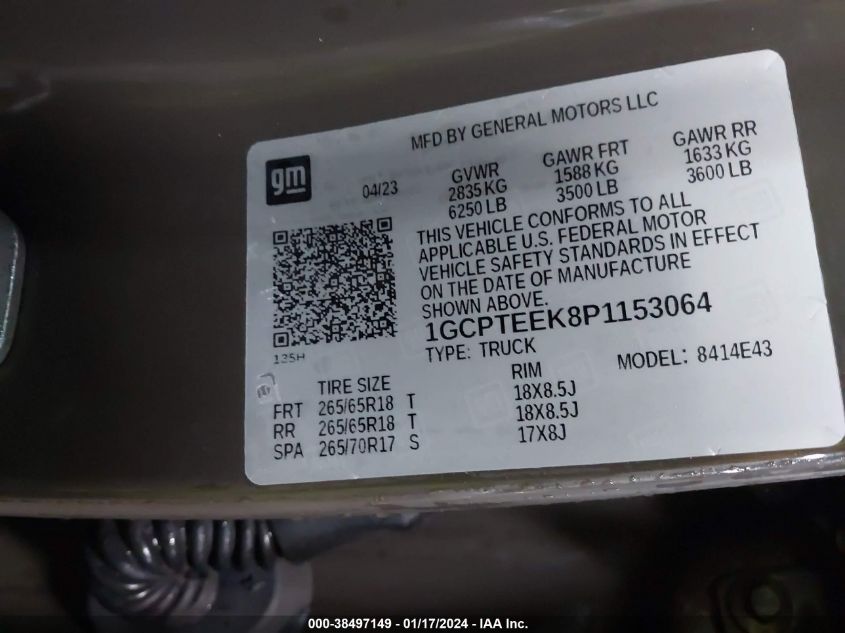 MFD BY GENERAL MOTORS LLC
gm
04/23
GVWR GAWR FRT GAWR RR
2835 KG 1588 KG 1633 KG
6250 LB 3500 LB 3600 LB
THIS VEHICLE CONFORMS TO ALL
APPLICABLE U.S. FEDERAL MOTOR
VEHICLE SAFETY STANDARDS IN EFFECT
ON THE DATE OF MANUFACTURE
SHOWN ABOVE.
1GCPTEEK8P1153064
TYPE: TRUCK MODEL: 8414E43
135H
TIRE SIZE RIM
FRT 265/65R18 T 18X8.5J
RR 265/65R18 T 18X8.5J
SPA 265/70R17 S 17X8J
000-38497149 - 01/17/2024 - IAA Inc.